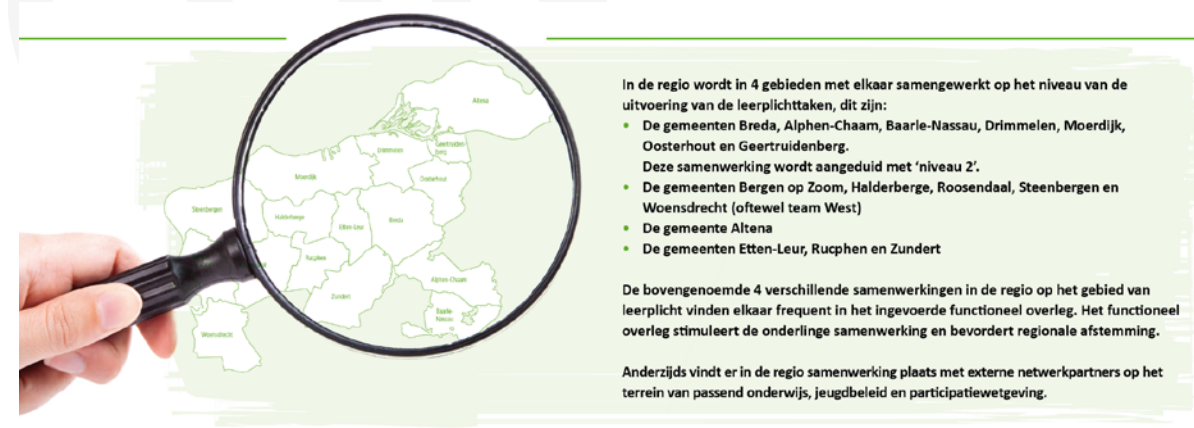 Altena
Geertruiden-
berg
Drimmelen
Oosterhout
Moerdijk
Steenbergen
Halderberge
Etten-Leur
Breda
Rucphen
Alphen-Chaam
Zundert
Baarle-
Nassau
Woensdrecht
In de regio wordt in 4 gebieden met elkaar samengewerkt op het niveau van de
uitvoering van de leerplichttaken, dit zijn:
• De gemeenten Breda, Alphen-Chaam, Baarle-Nassau, Drimmelen, Moerdijk,
Oosterhout en Geertruidenberg.
Deze samenwerking wordt aangeduid met ‘niveau 2’.
• De gemeenten Bergen op Zoom, Halderberge, Roosendaal, Steenbergen en
Woensdrecht (oftewel team West)
• De gemeente Altena
• De gemeenten Etten-Leur, Rucphen en Zundert
De bovengenoemde 4 verschillende samenwerkingen in de regio op het gebied van
leerplicht vinden elkaar frequent in het ingevoerde functioneel overleg. Het functioneel
overleg stimuleert de onderlinge samenwerking en bevordert regionale afstemming.
Anderzijds vindt er in de regio samenwerking plaats met externe netwerkpartners op het
terrein van passend onderwijs, jeugdbeleid en participatiewetgeving.